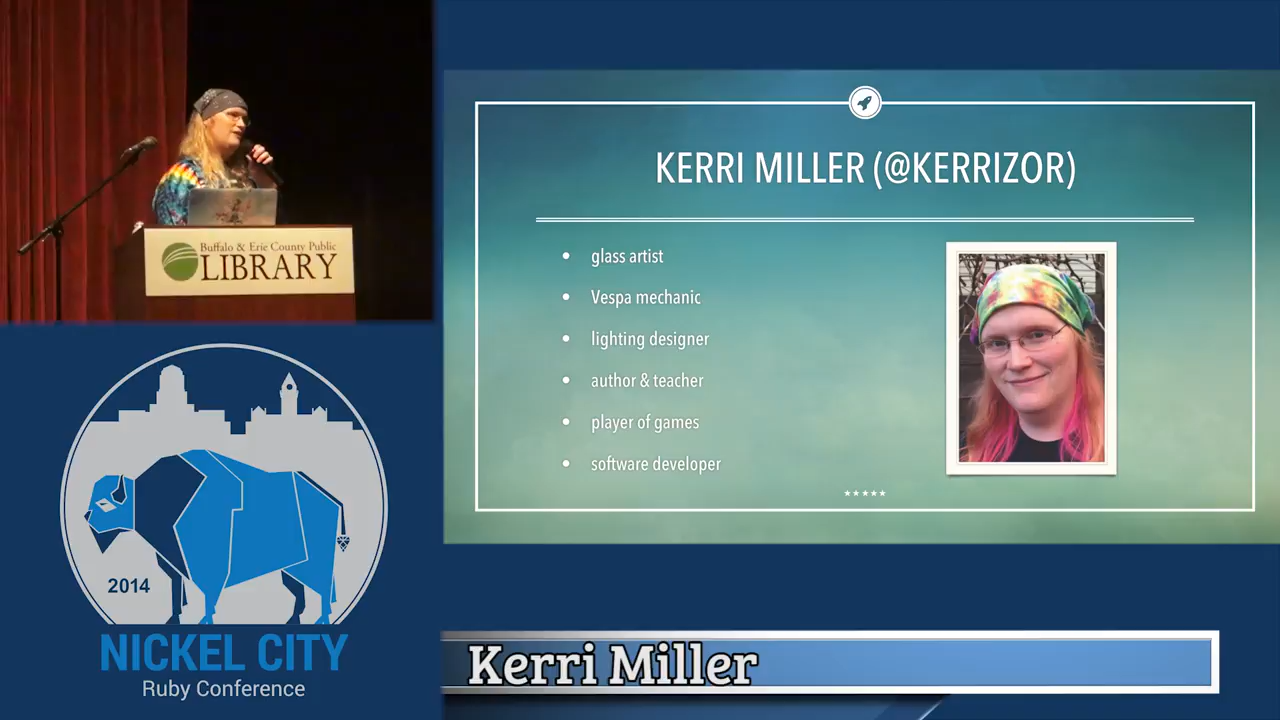 Buffalo & Erie County Public
LIBRARY
KERRI MILLER (@KERRIZOR)
• glass artist
• Vespa mechanic
• lighting designer
• author & teacher
• player of games
• software developer
★★★★★
2014
NICKEL CITY
Ruby Conference
Kerri Miller